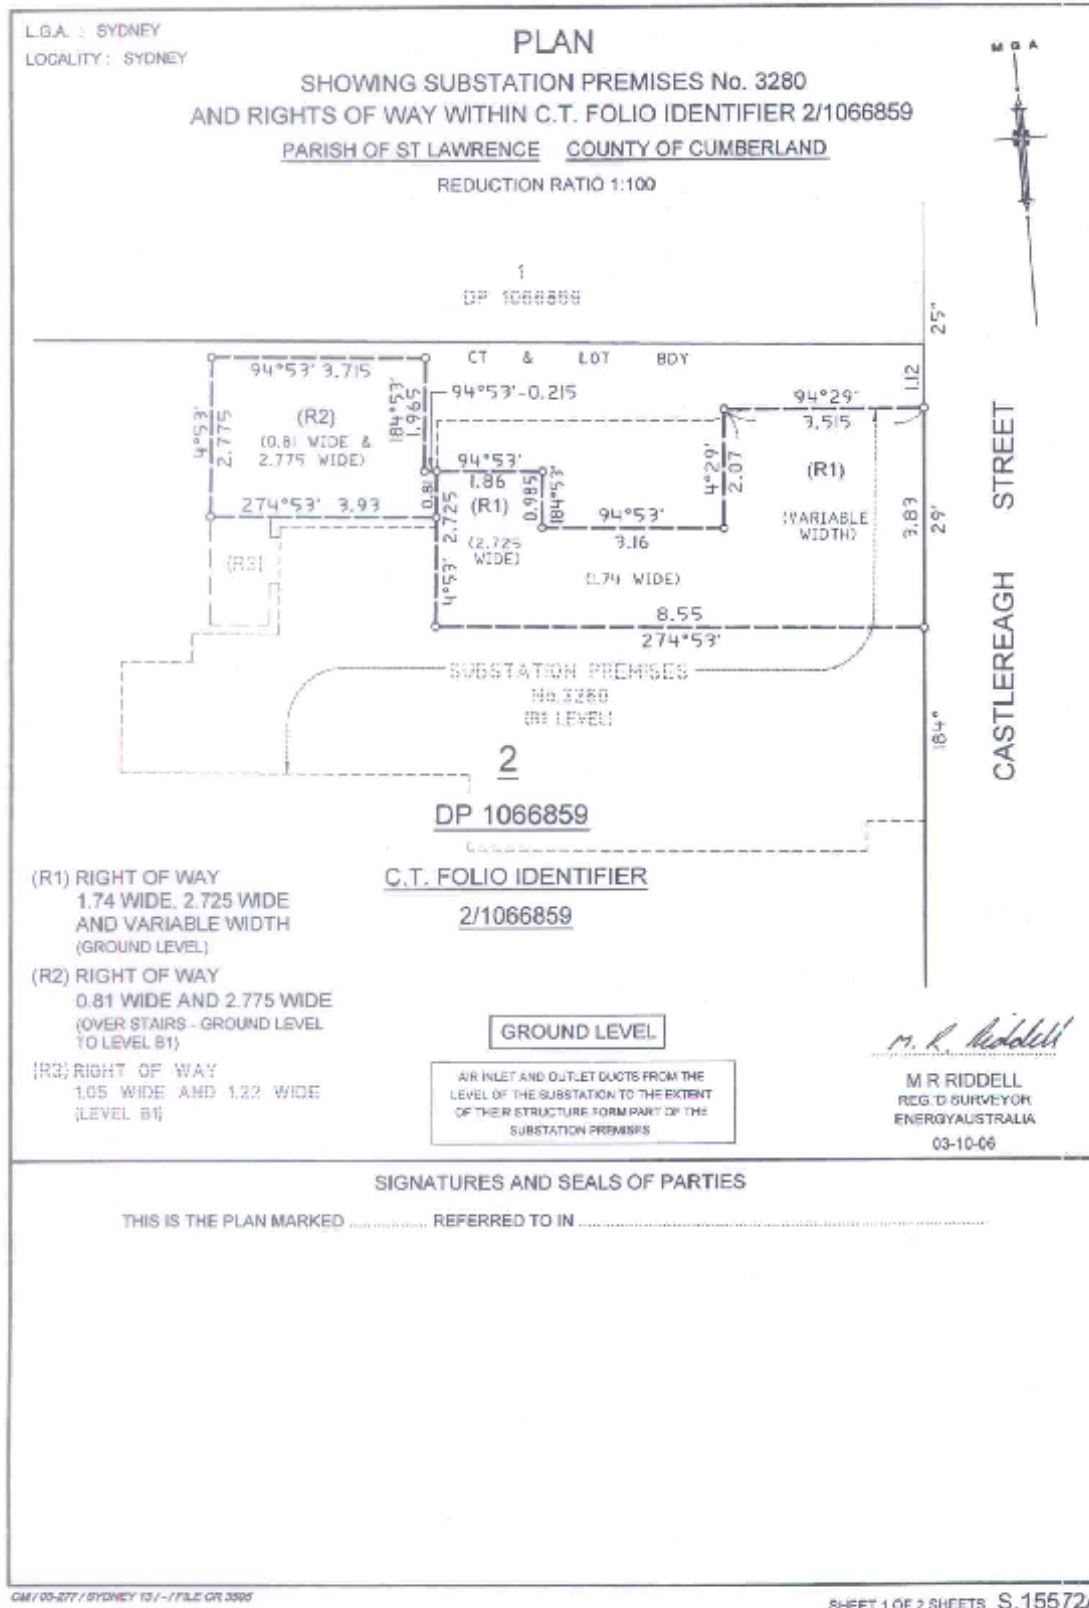 L.G.A. : SYDNEY
LOCALITY : SYDNEY
PLAN
SHOWING SUBSTATION PREMISES No. 3280
AND RIGHTS OF WAY WITHIN C.T. FOLIO IDENTIFIER 2/1066859
PARISH OF ST LAWRENCE COUNTY OF CUMBERLAND
REDUCTION RATIO 1:100
M G A
1
DP 1066859
25"
CT & LOT BDY
94°53' 3.715
184°53'
1.965
94°53'-0.215
94°29'
3.515
1.12
4°53'
2.775
(R2)
(0.81 WIDE &
2.775 WIDE)
94°53'
1.86
0.985
184°53'
4°29'
2.07
(R1)
(VARIABLE
WIDTH)
3.83
29'
274°53' 3.93
0.81
2.725
4°53'
(R1)
(2.725
WIDE)
94°53'
3.16
(1.74 WIDE)
(R3)
8.55
274°53'
184°
CASTLEREAGH STREET
SUBSTATION PREMISES
No.3280
(B1 LEVEL)
2
DP 1066859
C.T. FOLIO IDENTIFIER
2/1066859
(R1) RIGHT OF WAY
1.74 WIDE, 2.725 WIDE
AND VARIABLE WIDTH
(GROUND LEVEL)
(R2) RIGHT OF WAY
0.81 WIDE AND 2.775 WIDE
(OVER STAIRS - GROUND LEVEL
TO LEVEL B1)
(R3) RIGHT OF WAY
1.05 WIDE AND 1.22 WIDE
(LEVEL B1)
GROUND LEVEL
AIR INLET AND OUTLET DUCTS FROM THE
LEVEL OF THE SUBSTATION TO THE EXTENT
OF THEIR STRUCTURE FORM PART OF THE
SUBSTATION PREMISES
M. R. Riddell
M R RIDDELL
REG.'D SURVEYOR
ENERGYAUSTRALIA
03-10-06
SIGNATURES AND SEALS OF PARTIES
THIS IS THE PLAN MARKED .............. REFERRED TO IN ..............................
SHEET 1 OF 2 SHEETS S.15572